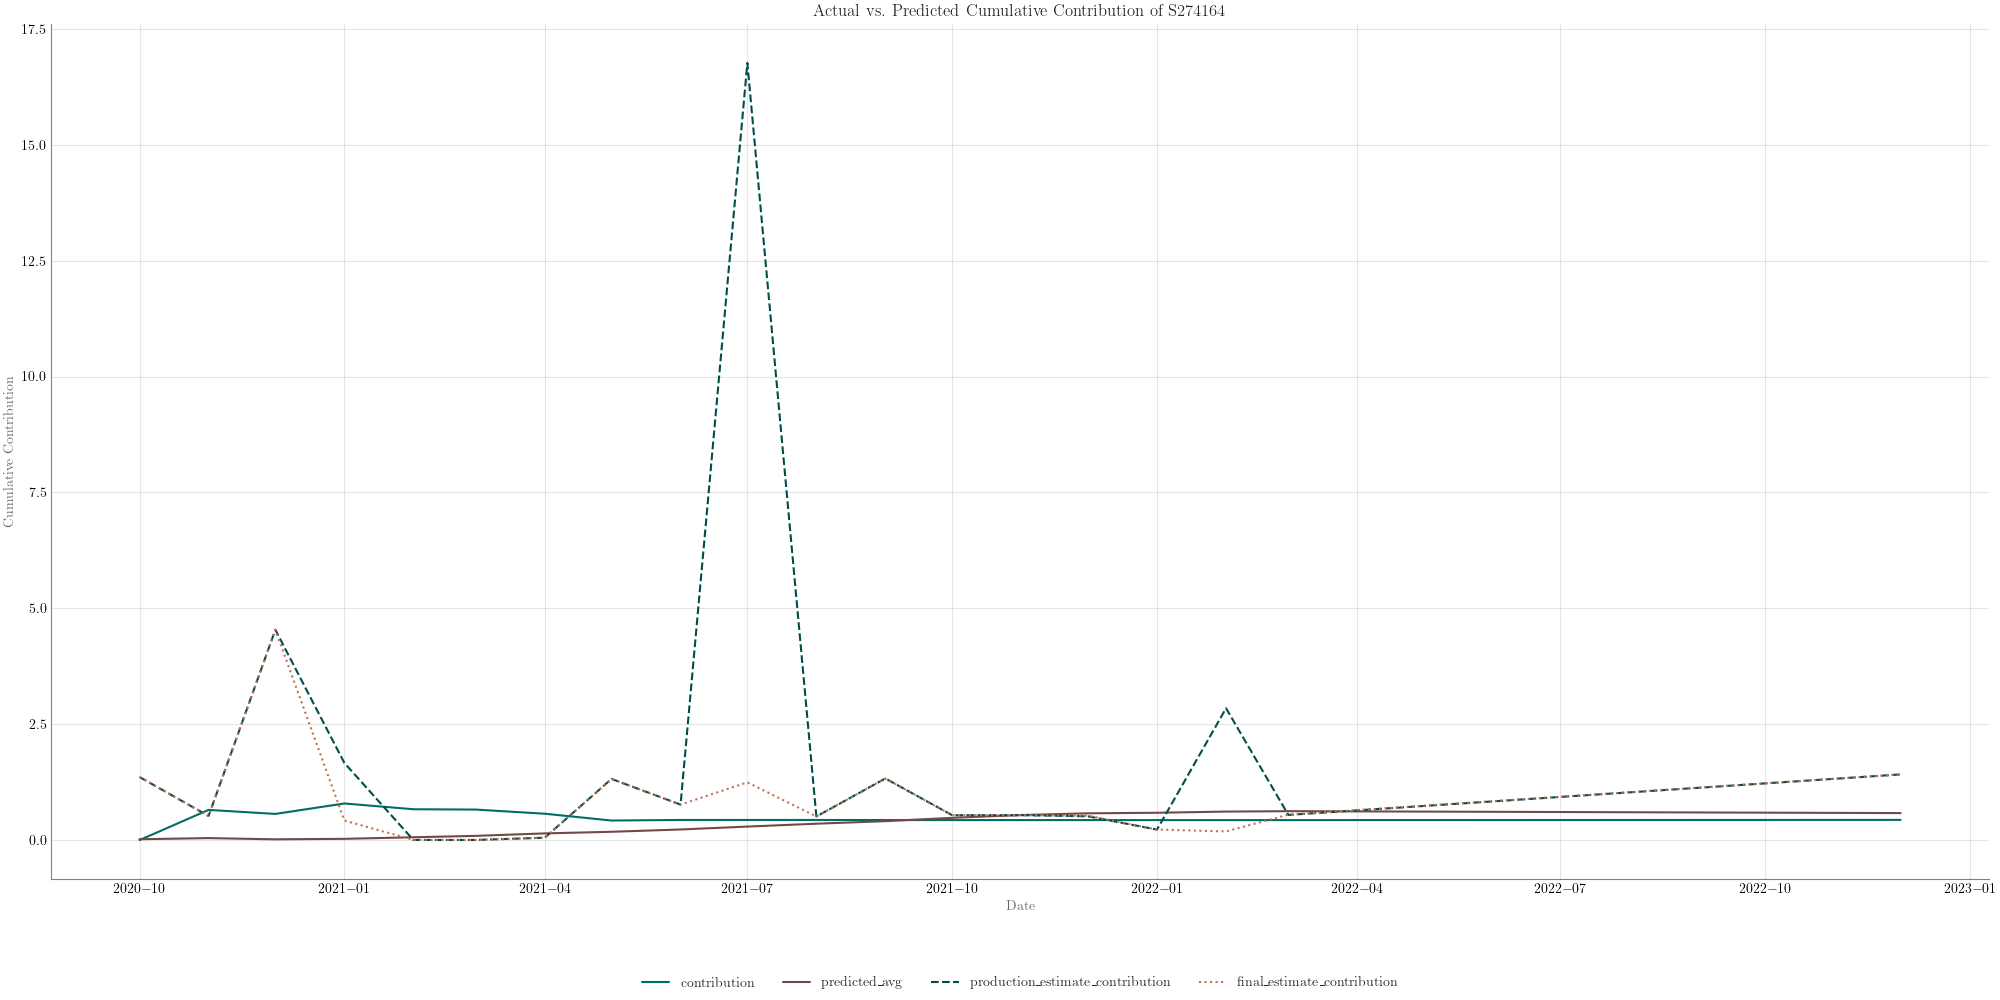 Actual vs. Predicted Cumulative Contribution of S274164
17.5
15.0
12.5
10.0
7.5
5.0
2.5
0.0
Cumulative Contribution
2020−10 2021−01 2021−04 2021−07 2021−10 2022−01 2022−04 2022−07 2022−10 2023−01
Date
contribution predicted_avg production_estimate_contribution final_estimate_contribution